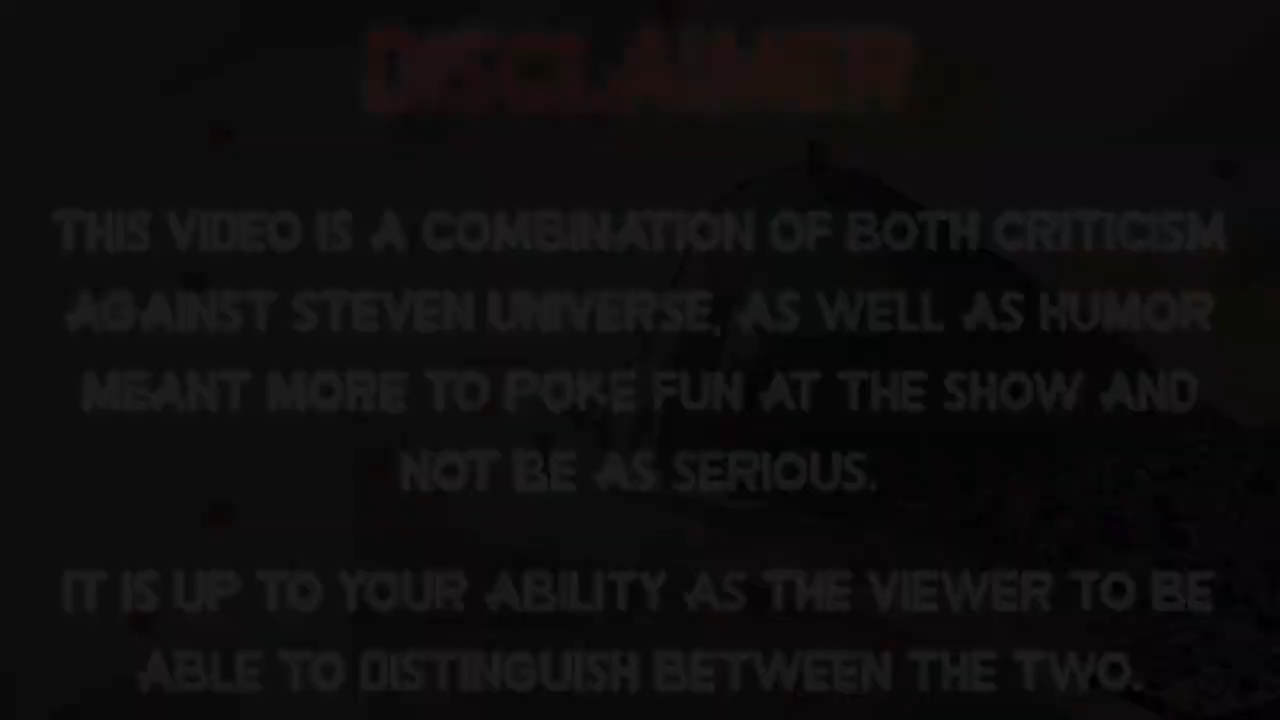 DISCLAIMER
THIS VIDEO IS A COMBINATION OF BOTH CRITICISM
AGAINST STEVEN UNIVERSE, AS WELL AS HUMOR
MEANT MORE TO POKE FUN AT THE SHOW AND
NOT BE AS SERIOUS.
IT IS UP TO YOUR ABILITY AS THE VIEWER TO BE
ABLE TO DISTINGUISH BETWEEN THE TWO.